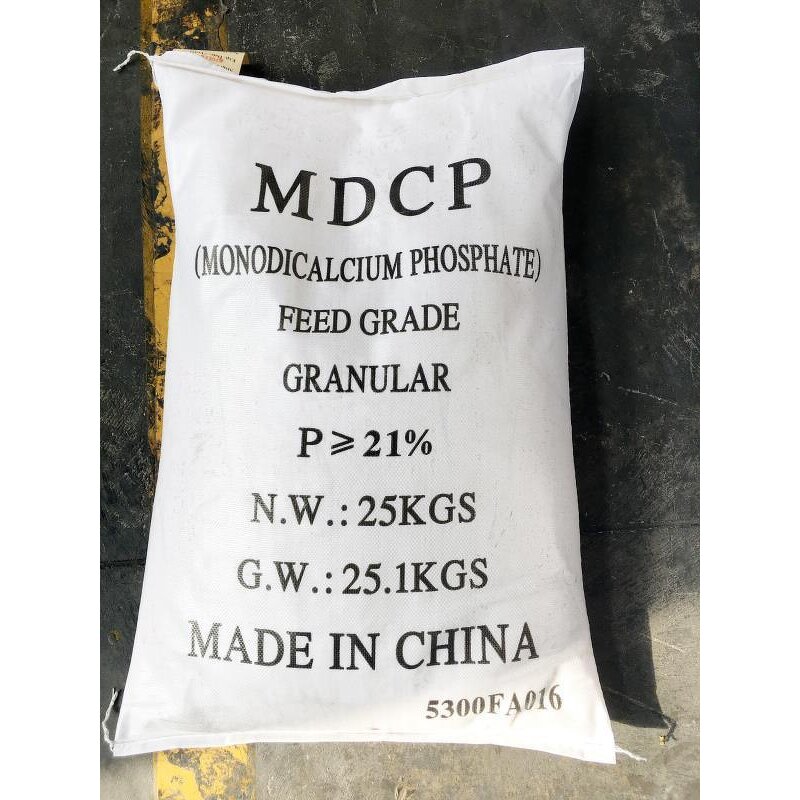 MDCP
(MONODICALCIUM PHOSPHATE)
FEED GRADE
GRANULAR
P⩾21%
N.W.: 25KGS
G.W.: 25.1KGS
MADE IN CHINA
5300FA016